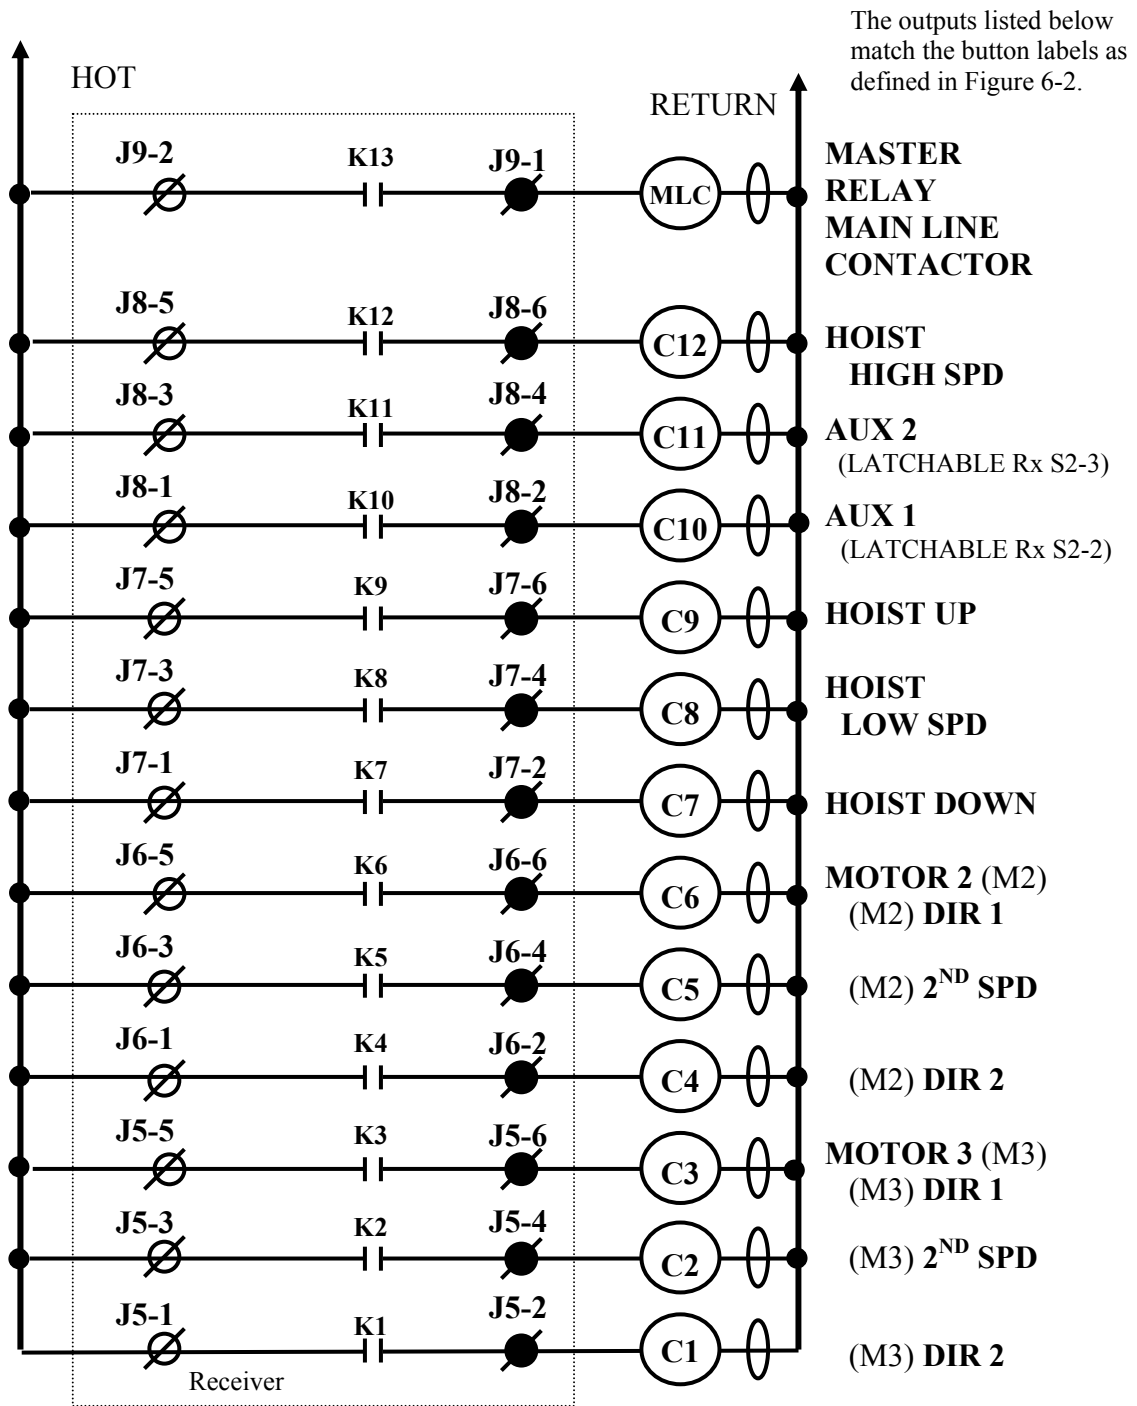 The outputs listed below
match the button labels as
defined in Figure 6-2.
HOT
RETURN
J9-2 K13 J9-1 MLC MASTER
RELAY
MAIN LINE
CONTACTOR
J8-5 K12 J8-6 C12 HOIST
HIGH SPD
J8-3 K11 J8-4 C11 AUX 2
(LATCHABLE Rx S2-3)
J8-1 K10 J8-2 C10 AUX 1
(LATCHABLE Rx S2-2)
J7-5 K9 J7-6 C9 HOIST UP
J7-3 K8 J7-4 C8 HOIST
LOW SPD
J7-1 K7 J7-2 C7 HOIST DOWN
J6-5 K6 J6-6 C6 MOTOR 2 (M2)
(M2) DIR 1
J6-3 K5 J6-4 C5 (M2) 2ND SPD
J6-1 K4 J6-2 C4 (M2) DIR 2
J5-5 K3 J5-6 C3 MOTOR 3 (M3)
(M3) DIR 1
J5-3 K2 J5-4 C2 (M3) 2ND SPD
J5-1 K1 J5-2 C1 (M3) DIR 2
Receiver